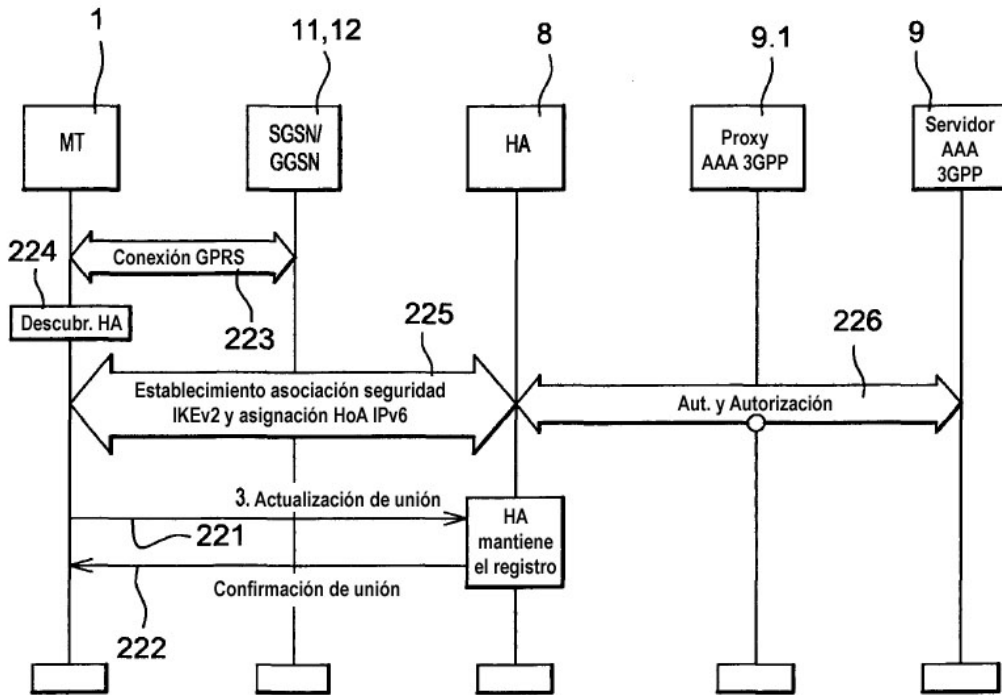 1
11,12
8
9.1
9
MT
SGSN/
GGSN
HA
Proxy
AAA 3GPP
Servidor
AAA
3GPP
224
Conexión GPRS
223
Descubr. HA
225
226
Establecimiento asociación seguridad
IKEv2 y asignación HoA IPv6
Aut. y Autorización
3. Actualización de unión
221
HA
mantiene
el registro
Confirmación de unión
222